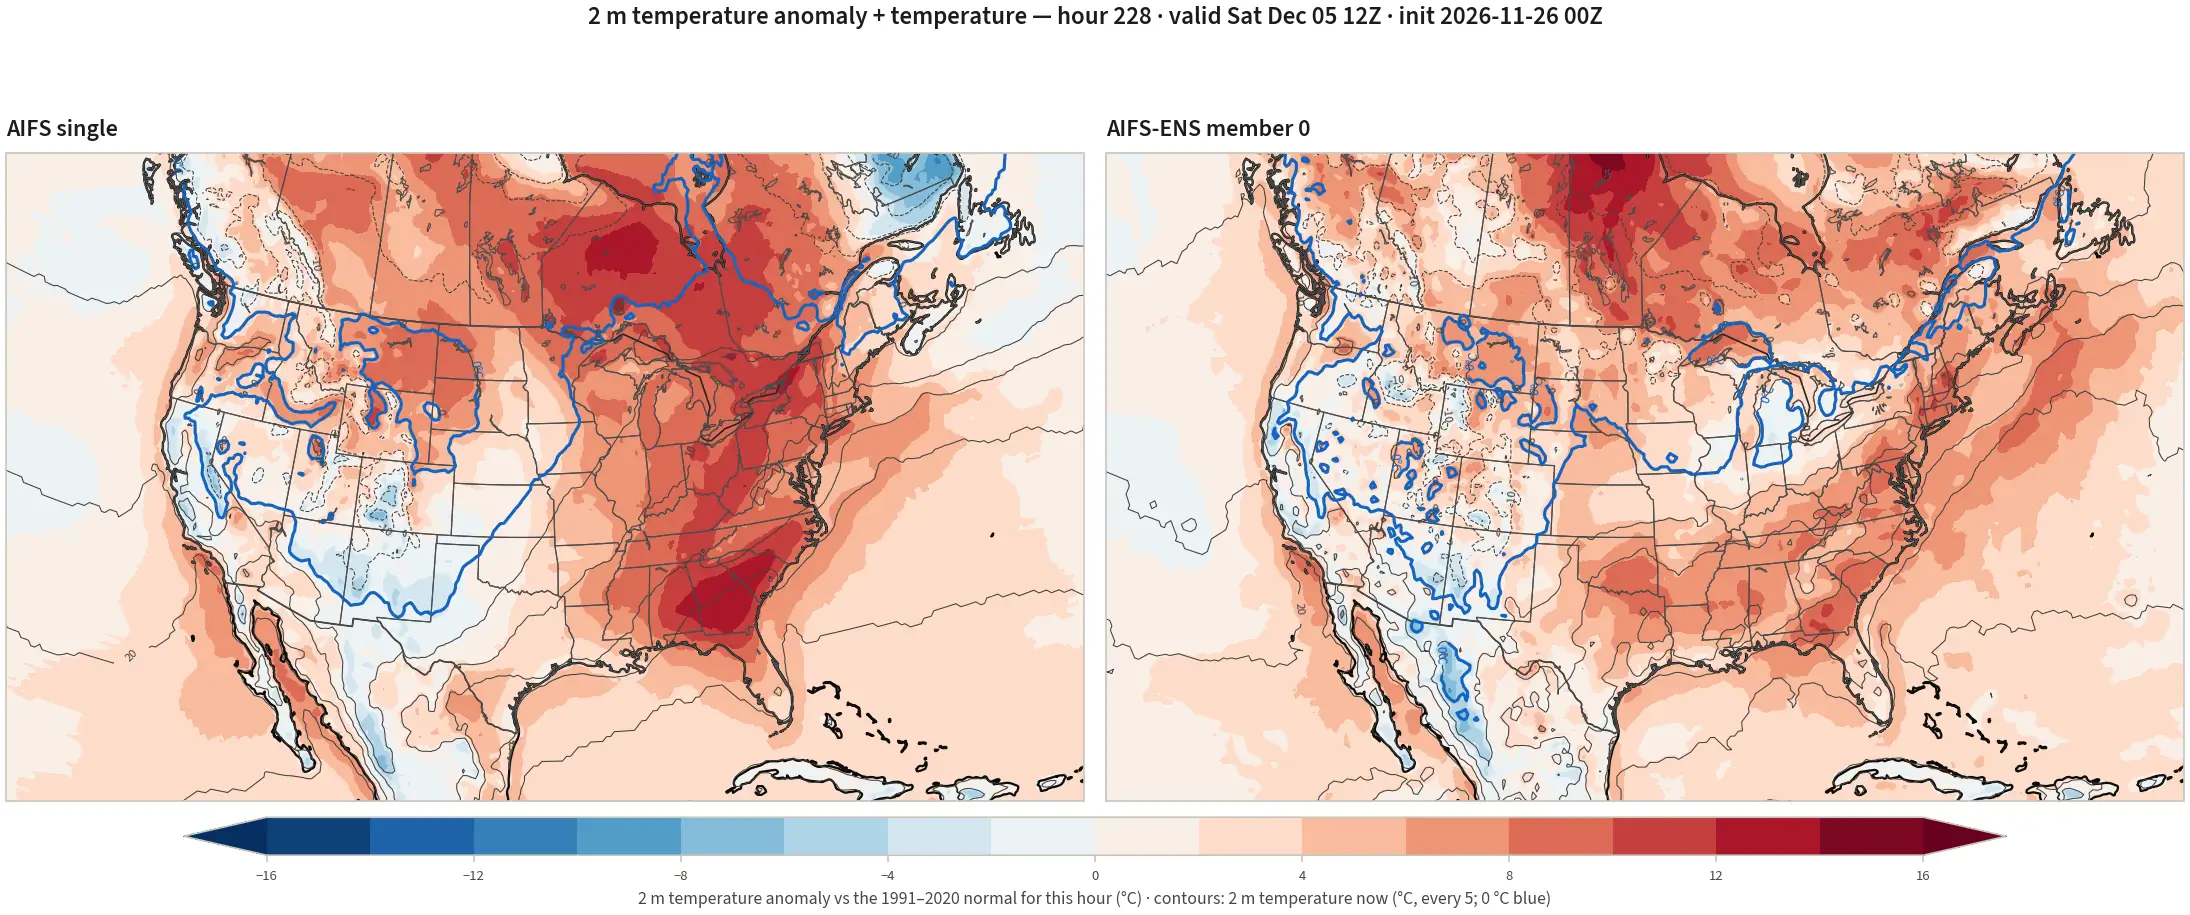 2 m temperature anomaly + temperature — hour 228 · valid Sat Dec 05 12Z · init 2026-11-26 00Z
AIFS single
AIFS-ENS member 0
20
20
−16 −12 −8 −4 0 4 8 12 16
2 m temperature anomaly vs the 1991–2020 normal for this hour (°C) · contours: 2 m temperature now (°C, every 5; 0 °C blue)